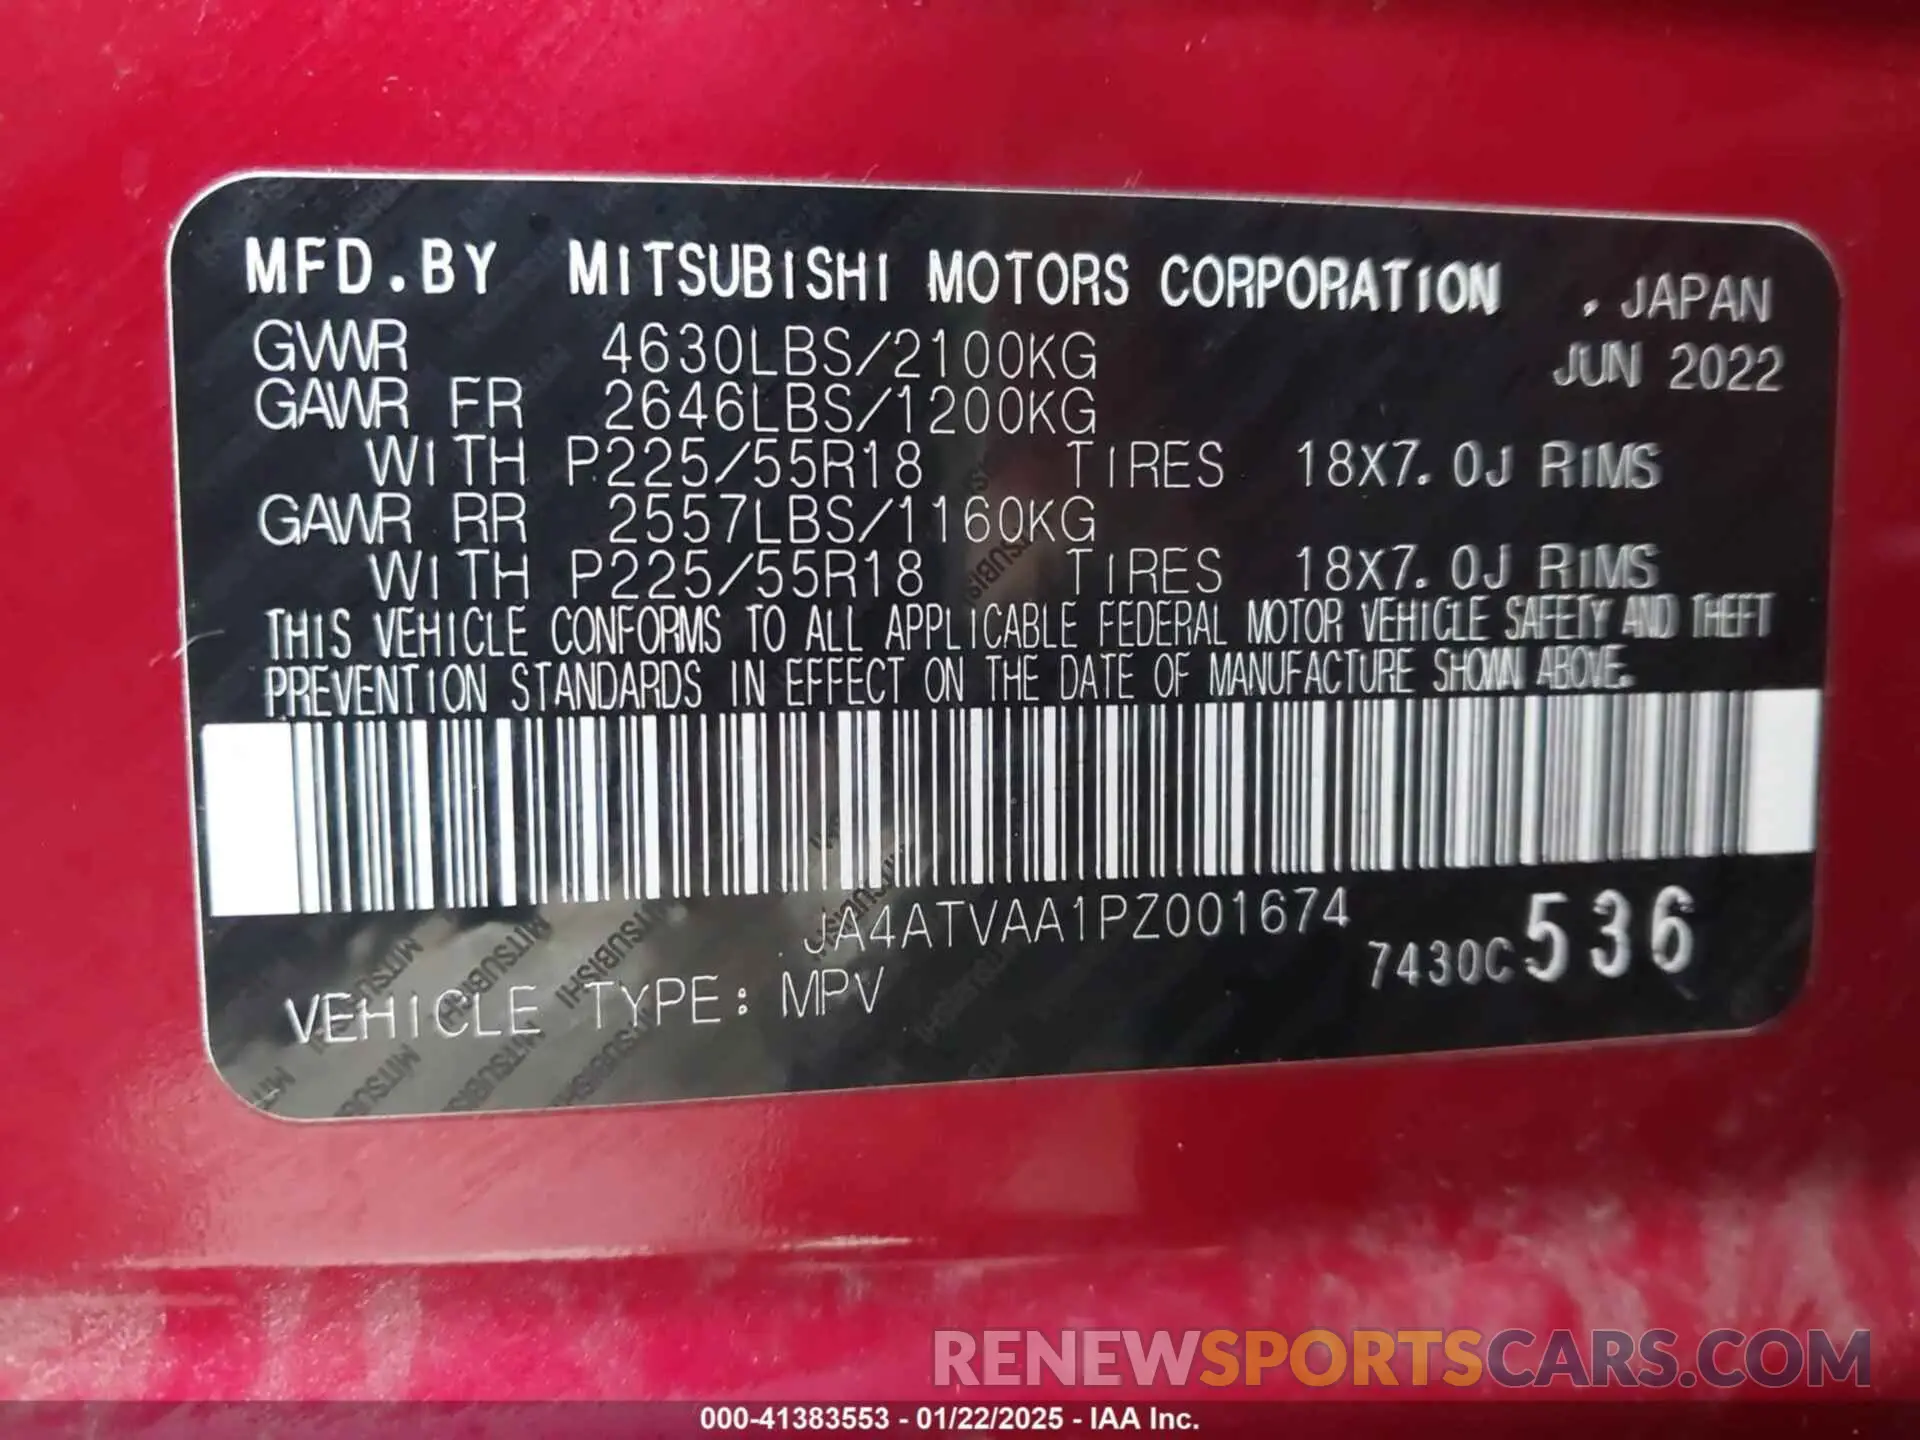 MFD.BY MITSUBISHI MOTORS CORPORATION , JAPAN
GVWR 4630LBS/2100KG JUN 2022
GAWR FR 2646LBS/1200KG
WITH P225/55R18 TIRES 18X7.0J RIMS
GAWR RR 2557LBS/1160KG
WITH P225/55R18 TIRES 18X7.0J RIMS
THIS VEHICLE CONFORMS TO ALL APPLICABLE FEDERAL MOTOR VEHICLE SAFETY AND THEFT
PREVENTION STANDARDS IN EFFECT ON THE DATE OF MANUFACTURE SHOWN ABOVE.
JA4ATVAA1PZ001674
7430C 536
VEHICLE TYPE: MPV
RENEWSPORTSCARS.COM
000-41383553 - 01/22/2025 - IAA Inc.